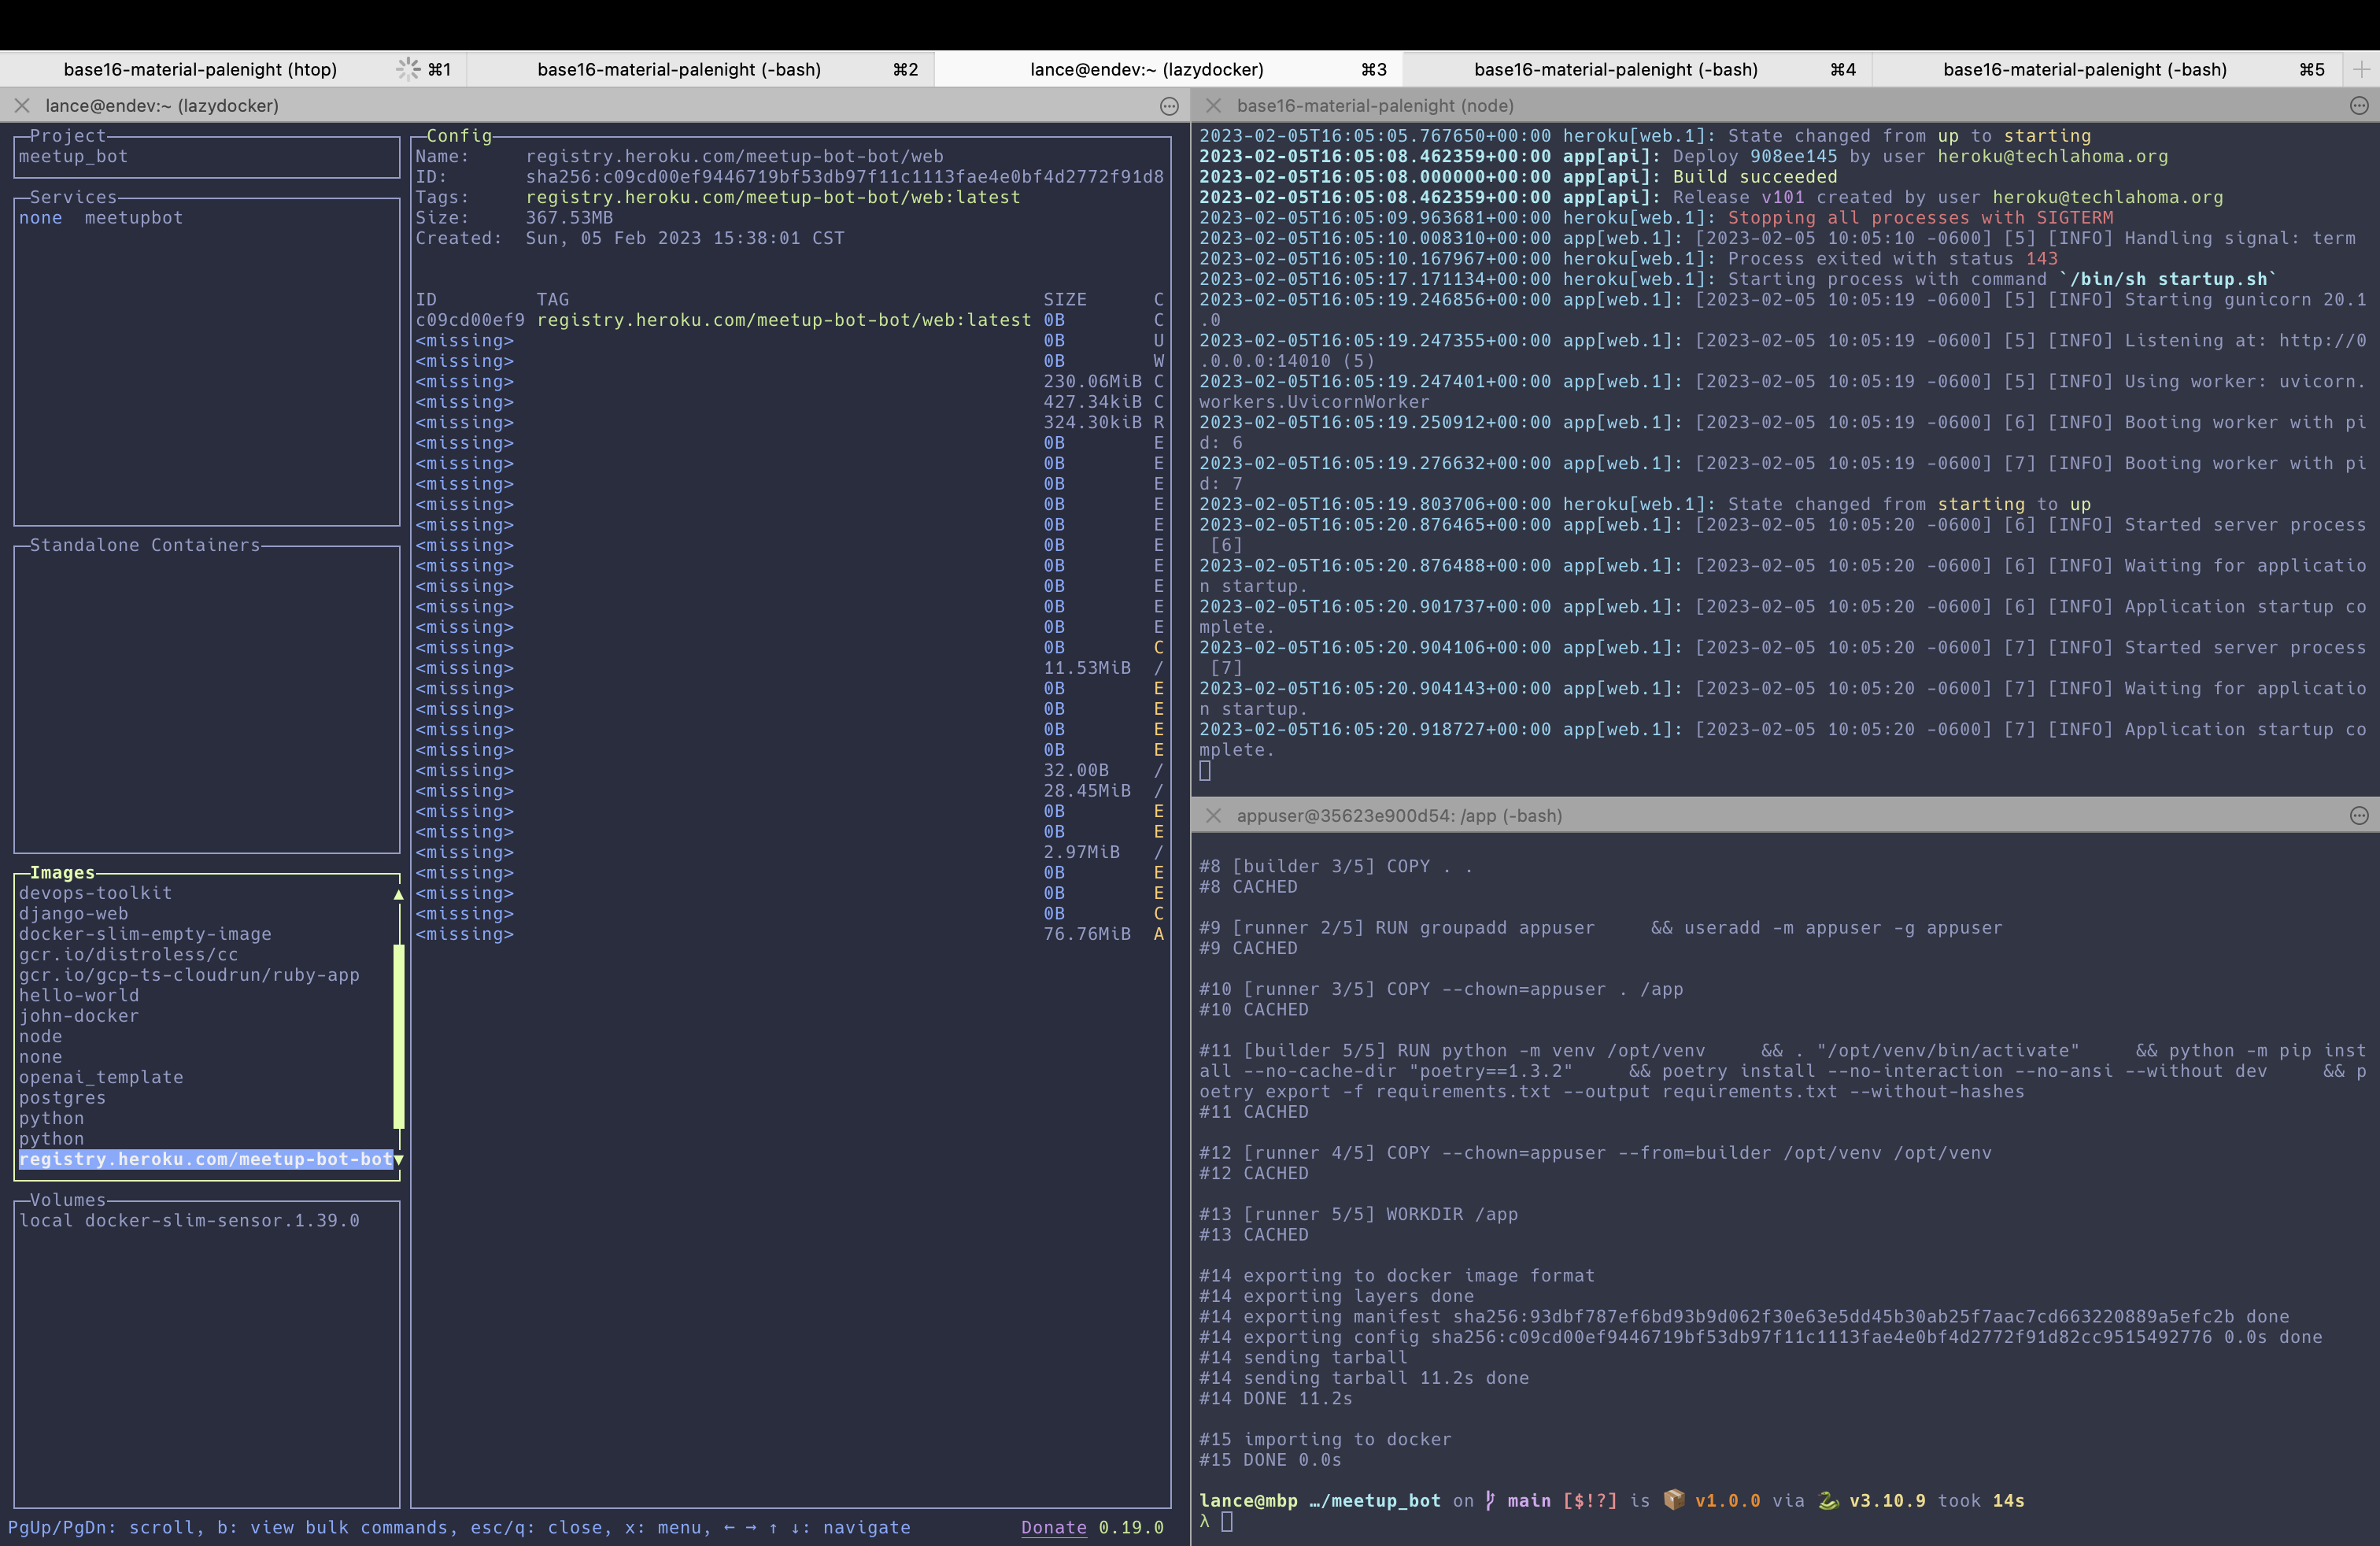 base16-material-palenight (htop) ⌘1
base16-material-palenight (-bash) ⌘2
lance@endev:~ (lazydocker) ⌘3
base16-material-palenight (-bash) ⌘4
base16-material-palenight (-bash) ⌘5
lance@endev:~ (lazydocker)
Project
meetup_bot
Services
none  meetupbot
Standalone Containers
Images
devops-toolkit
django-web
docker-slim-empty-image
gcr.io/distroless/cc
gcr.io/gcp-ts-cloudrun/ruby-app
hello-world
john-docker
node
none
openai_template
postgres
python
python
registry.heroku.com/meetup-bot-bot
Volumes
local docker-slim-sensor.1.39.0
Config
Name:     registry.heroku.com/meetup-bot-bot/web
ID:       sha256:c09cd00ef9446719bf53db97f11c1113fae4e0bf4d2772f91d8
Tags:     registry.heroku.com/meetup-bot-bot/web:latest
Size:     367.53MB
Created:  Sun, 05 Feb 2023 15:38:01 CST
ID         TAG                                           SIZE      C
c09cd00ef9 registry.heroku.com/meetup-bot-bot/web:latest 0B        C
<missing> 0B U
<missing> 0B W
<missing> 230.06MiB C
<missing> 427.34kiB C
<missing> 324.30kiB R
<missing> 0B E
<missing> 0B E
<missing> 0B E
<missing> 0B E
<missing> 0B E
<missing> 0B E
<missing> 0B E
<missing> 0B E
<missing> 0B E
<missing> 0B E
<missing> 0B C
<missing> 11.53MiB /
<missing> 0B E
<missing> 0B E
<missing> 0B E
<missing> 0B E
<missing> 32.00B /
<missing> 28.45MiB /
<missing> 0B E
<missing> 0B E
<missing> 2.97MiB /
<missing> 0B E
<missing> 0B E
<missing> 0B C
<missing> 76.76MiB A
PgUp/PgDn: scroll, b: view bulk commands, esc/q: close, x: menu, ← → ↑ ↓: navigate
Donate 0.19.0
base16-material-palenight (node)
2023-02-05T16:05:05.767650+00:00 heroku[web.1]: State changed from up to starting
2023-02-05T16:05:08.462359+00:00 app[api]: Deploy 908ee145 by user heroku@techlahoma.org
2023-02-05T16:05:08.000000+00:00 app[api]: Build succeeded
2023-02-05T16:05:08.462359+00:00 app[api]: Release v101 created by user heroku@techlahoma.org
2023-02-05T16:05:09.963681+00:00 heroku[web.1]: Stopping all processes with SIGTERM
2023-02-05T16:05:10.008310+00:00 app[web.1]: [2023-02-05 10:05:10 -0600] [5] [INFO] Handling signal: term
2023-02-05T16:05:10.167967+00:00 heroku[web.1]: Process exited with status 143
2023-02-05T16:05:17.171134+00:00 heroku[web.1]: Starting process with command `/bin/sh startup.sh`
2023-02-05T16:05:19.246856+00:00 app[web.1]: [2023-02-05 10:05:19 -0600] [5] [INFO] Starting gunicorn 20.1
.0
2023-02-05T16:05:19.247355+00:00 app[web.1]: [2023-02-05 10:05:19 -0600] [5] [INFO] Listening at: http://0
.0.0.0:14010 (5)
2023-02-05T16:05:19.247401+00:00 app[web.1]: [2023-02-05 10:05:19 -0600] [5] [INFO] Using worker: uvicorn.
workers.UvicornWorker
2023-02-05T16:05:19.250912+00:00 app[web.1]: [2023-02-05 10:05:19 -0600] [6] [INFO] Booting worker with pi
d: 6
2023-02-05T16:05:19.276632+00:00 app[web.1]: [2023-02-05 10:05:19 -0600] [7] [INFO] Booting worker with pi
d: 7
2023-02-05T16:05:19.803706+00:00 heroku[web.1]: State changed from starting to up
2023-02-05T16:05:20.876465+00:00 app[web.1]: [2023-02-05 10:05:20 -0600] [6] [INFO] Started server process
[6]
2023-02-05T16:05:20.876488+00:00 app[web.1]: [2023-02-05 10:05:20 -0600] [6] [INFO] Waiting for applicatio
n startup.
2023-02-05T16:05:20.901737+00:00 app[web.1]: [2023-02-05 10:05:20 -0600] [6] [INFO] Application startup co
mplete.
2023-02-05T16:05:20.904106+00:00 app[web.1]: [2023-02-05 10:05:20 -0600] [7] [INFO] Started server process
[7]
2023-02-05T16:05:20.904143+00:00 app[web.1]: [2023-02-05 10:05:20 -0600] [7] [INFO] Waiting for applicatio
n startup.
2023-02-05T16:05:20.918727+00:00 app[web.1]: [2023-02-05 10:05:20 -0600] [7] [INFO] Application startup co
mplete.
appuser@35623e900d54: /app (-bash)
#8 [builder 3/5] COPY . .
#8 CACHED
#9 [runner 2/5] RUN groupadd appuser     && useradd -m appuser -g appuser
#9 CACHED
#10 [runner 3/5] COPY --chown=appuser . /app
#10 CACHED
#11 [builder 5/5] RUN python -m venv /opt/venv     && . "/opt/venv/bin/activate"     && python -m pip inst
all --no-cache-dir "poetry==1.3.2"     && poetry install --no-interaction --no-ansi --without dev     && p
oetry export -f requirements.txt --output requirements.txt --without-hashes
#11 CACHED
#12 [runner 4/5] COPY --chown=appuser --from=builder /opt/venv /opt/venv
#12 CACHED
#13 [runner 5/5] WORKDIR /app
#13 CACHED
#14 exporting to docker image format
#14 exporting layers done
#14 exporting manifest sha256:93dbf787ef6bd93b9d062f30e63e5dd45b30ab25f7aac7cd663220889a5efc2b done
#14 exporting config sha256:c09cd00ef9446719bf53db97f11c1113fae4e0bf4d2772f91d82cc9515492776 0.0s done
#14 sending tarball
#14 sending tarball 11.2s done
#14 DONE 11.2s
#15 importing to docker
#15 DONE 0.0s
lance@mbp …/meetup_bot on main [$!?] is 📦 v1.0.0 via 🐍 v3.10.9 took 14s
λ